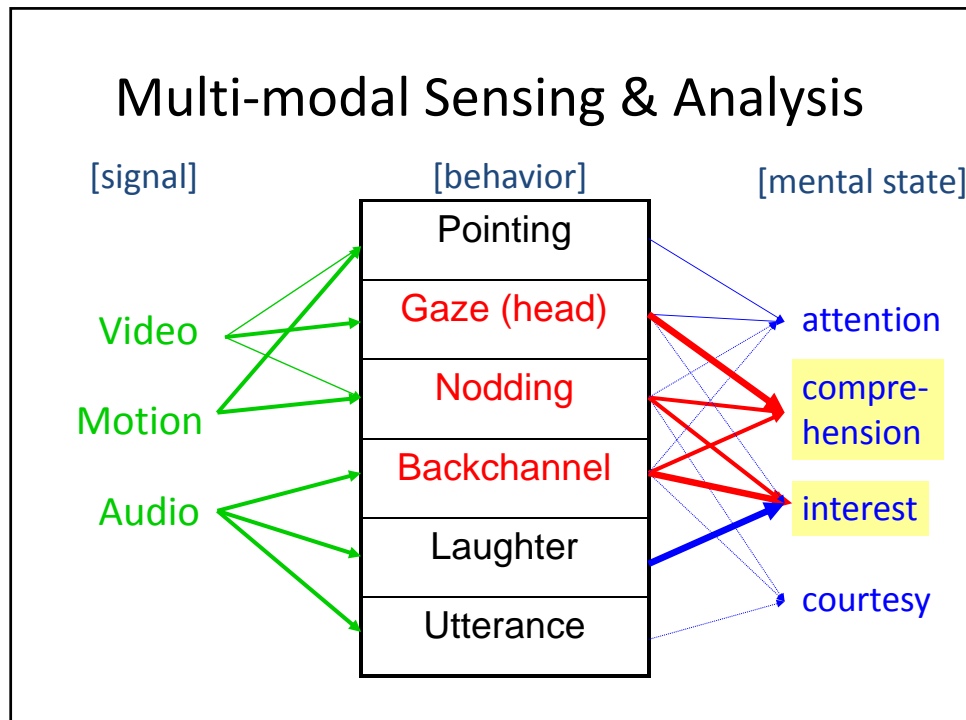 Multi-modal Sensing & Analysis
[signal]
[behavior]
[mental state]
Video
Motion
Audio
Pointing
Gaze (head)
Nodding
Backchannel
Laughter
Utterance
attention
compre-
hension
interest
courtesy